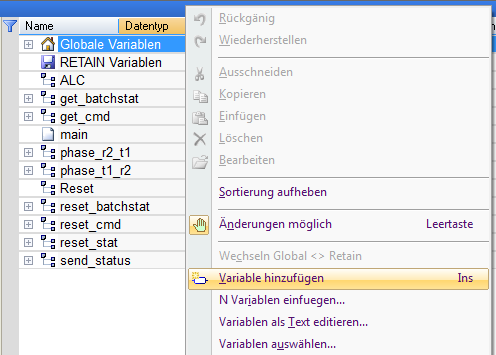 Name Datentyp
Globale Variablen
RETAIN Variablen
ALC
get_batchstat
get_cmd
main
phase_r2_t1
phase_t1_r2
Reset
reset_batchstat
reset_cmd
reset_stat
send_status
Rückgängig
Wiederherstellen
Ausschneiden
Kopieren
Einfügen
Löschen
Bearbeiten
Sortierung aufheben
Änderungen möglich Leertaste
Wechseln Global <> Retain
Variable hinzufügen Ins
N Variablen einfuegen...
Variablen als Text editieren...
Variablen auswählen...